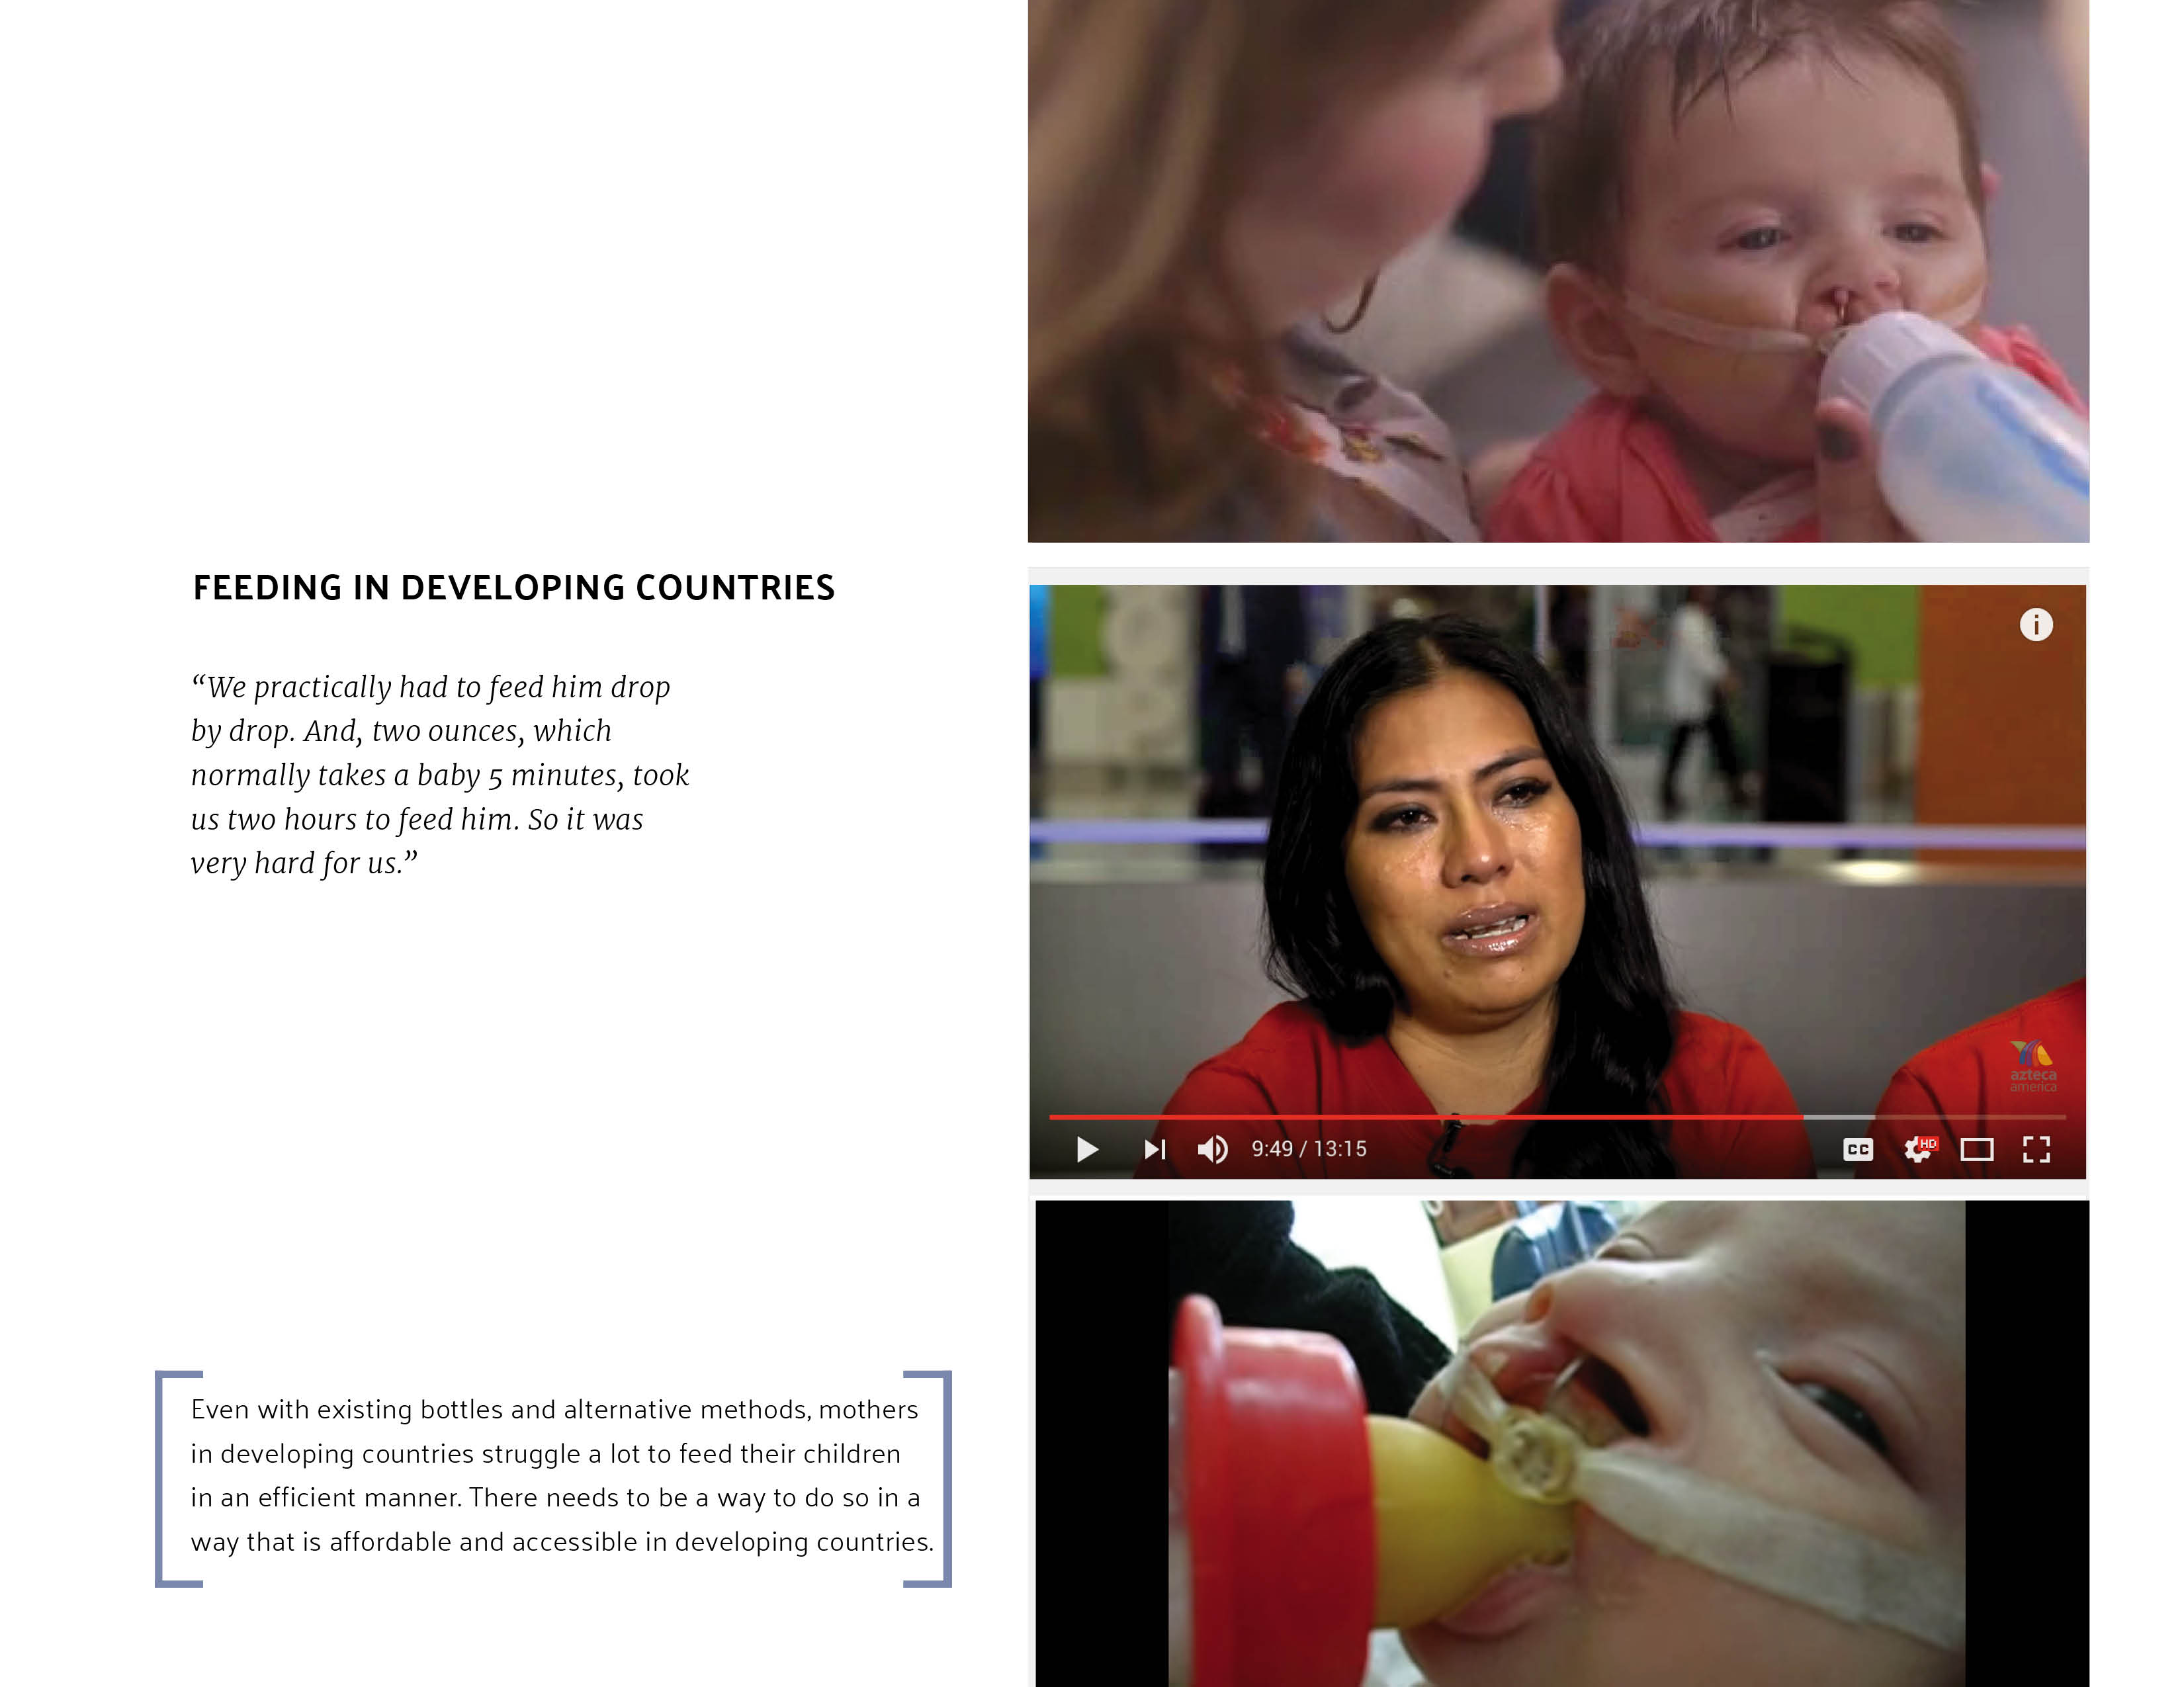 FEEDING IN DEVELOPING COUNTRIES
“We practically had to feed him drop
by drop. And, two ounces, which
normally takes a baby 5 minutes, took
us two hours to feed him. So it was
very hard for us.”
Even with existing bottles and alternative methods, mothers
in developing countries struggle a lot to feed their children
in an efficient manner. There needs to be a way to do so in a
way that is affordable and accessible in developing countries.
i
azteca
america
9:49 / 13:15
CC
HD